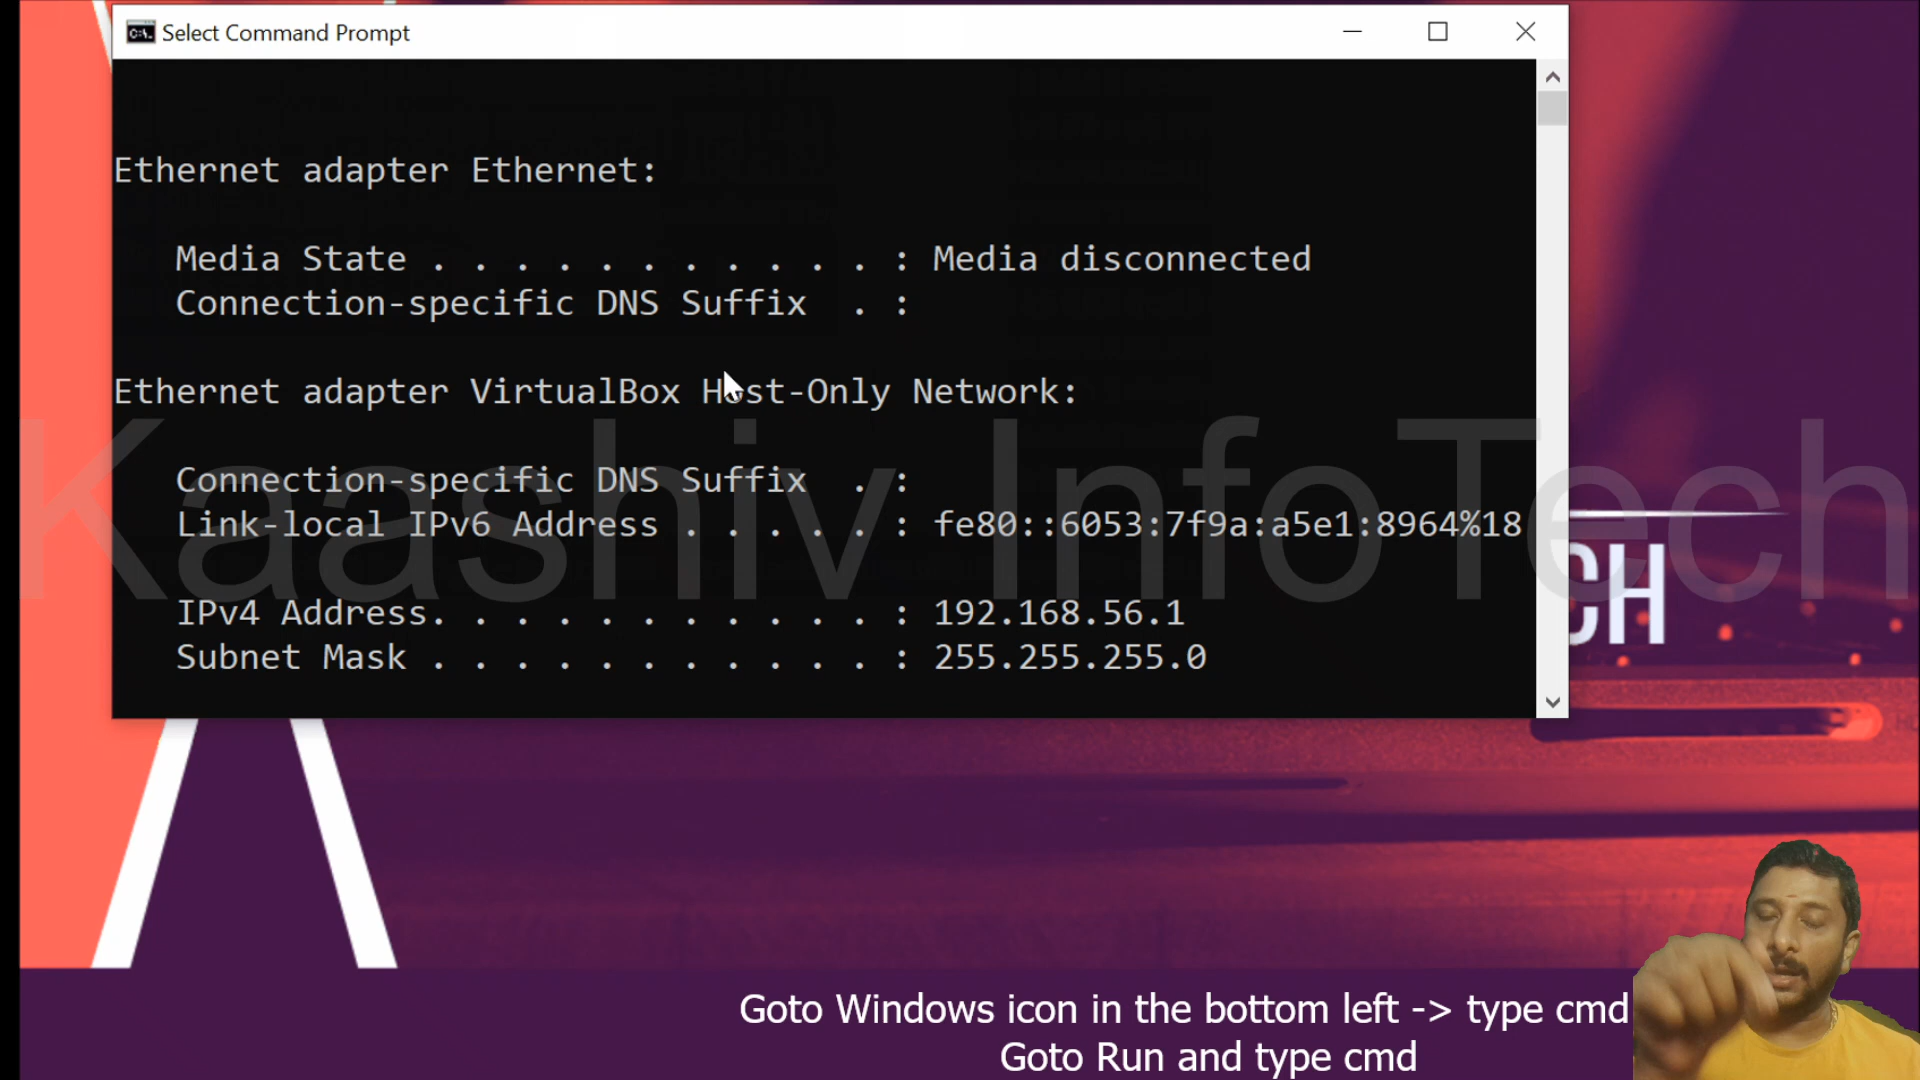 Select Command Prompt
Ethernet adapter Ethernet:
Media State . . . . . . . . . . . : Media disconnected
Connection-specific DNS Suffix  . :
Ethernet adapter VirtualBox Host-Only Network:
Connection-specific DNS Suffix  . :
Link-local IPv6 Address . . . . . : fe80::6053:7f9a:a5e1:8964%18
IPv4 Address. . . . . . . . . . . : 192.168.56.1
Subnet Mask . . . . . . . . . . . : 255.255.255.0
Kaashiv InfoTech
CH
Goto Windows icon in the bottom left -> type cmd
Goto Run and type cmd